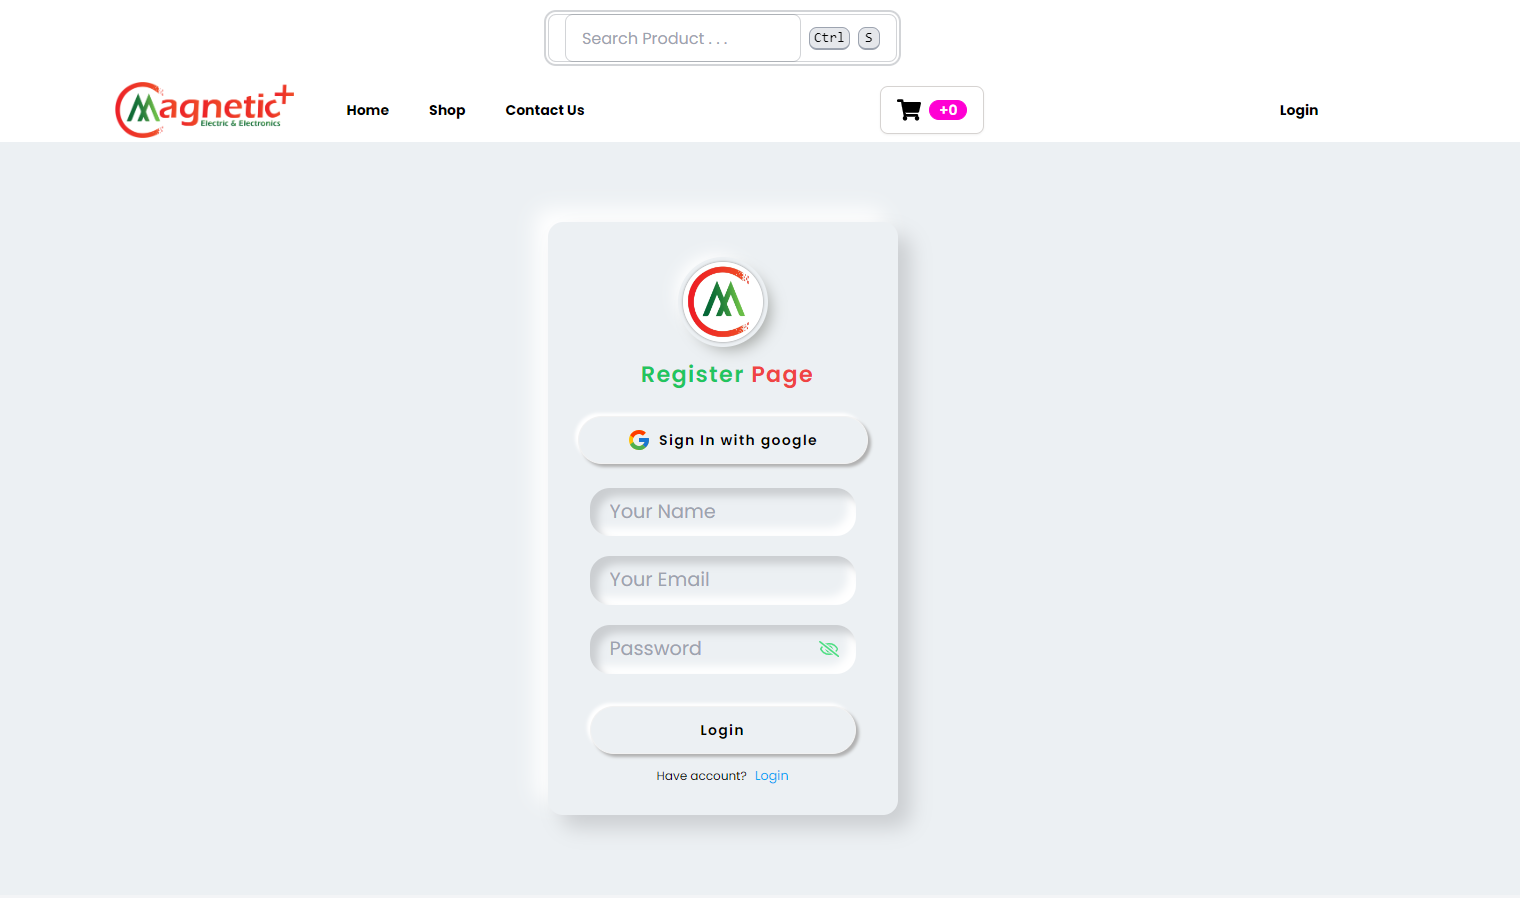 Search Product . . . Ctrl S
Magnetic+
Electric & Electronics
Home Shop Contact Us +0 Login
Register Page
Sign In with google
Your Name
Your Email
Password
Login
Have account? Login